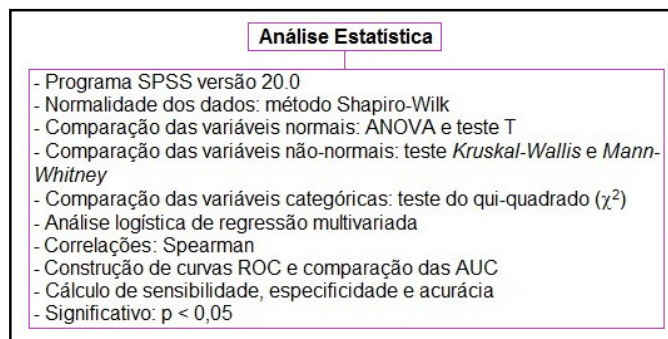 Análise Estatística
- Programa SPSS versão 20.0
- Normalidade dos dados: método Shapiro-Wilk
- Comparação das variáveis normais: ANOVA e teste T
- Comparação das variáveis não-normais: teste Kruskal-Wallis e Mann-
Whitney
- Comparação das variáveis categóricas: teste do qui-quadrado (χ²)
- Análise logística de regressão multivariada
- Correlações: Spearman
- Construção de curvas ROC e comparação das AUC
- Cálculo de sensibilidade, especificidade e acurácia
- Significativo: p < 0,05